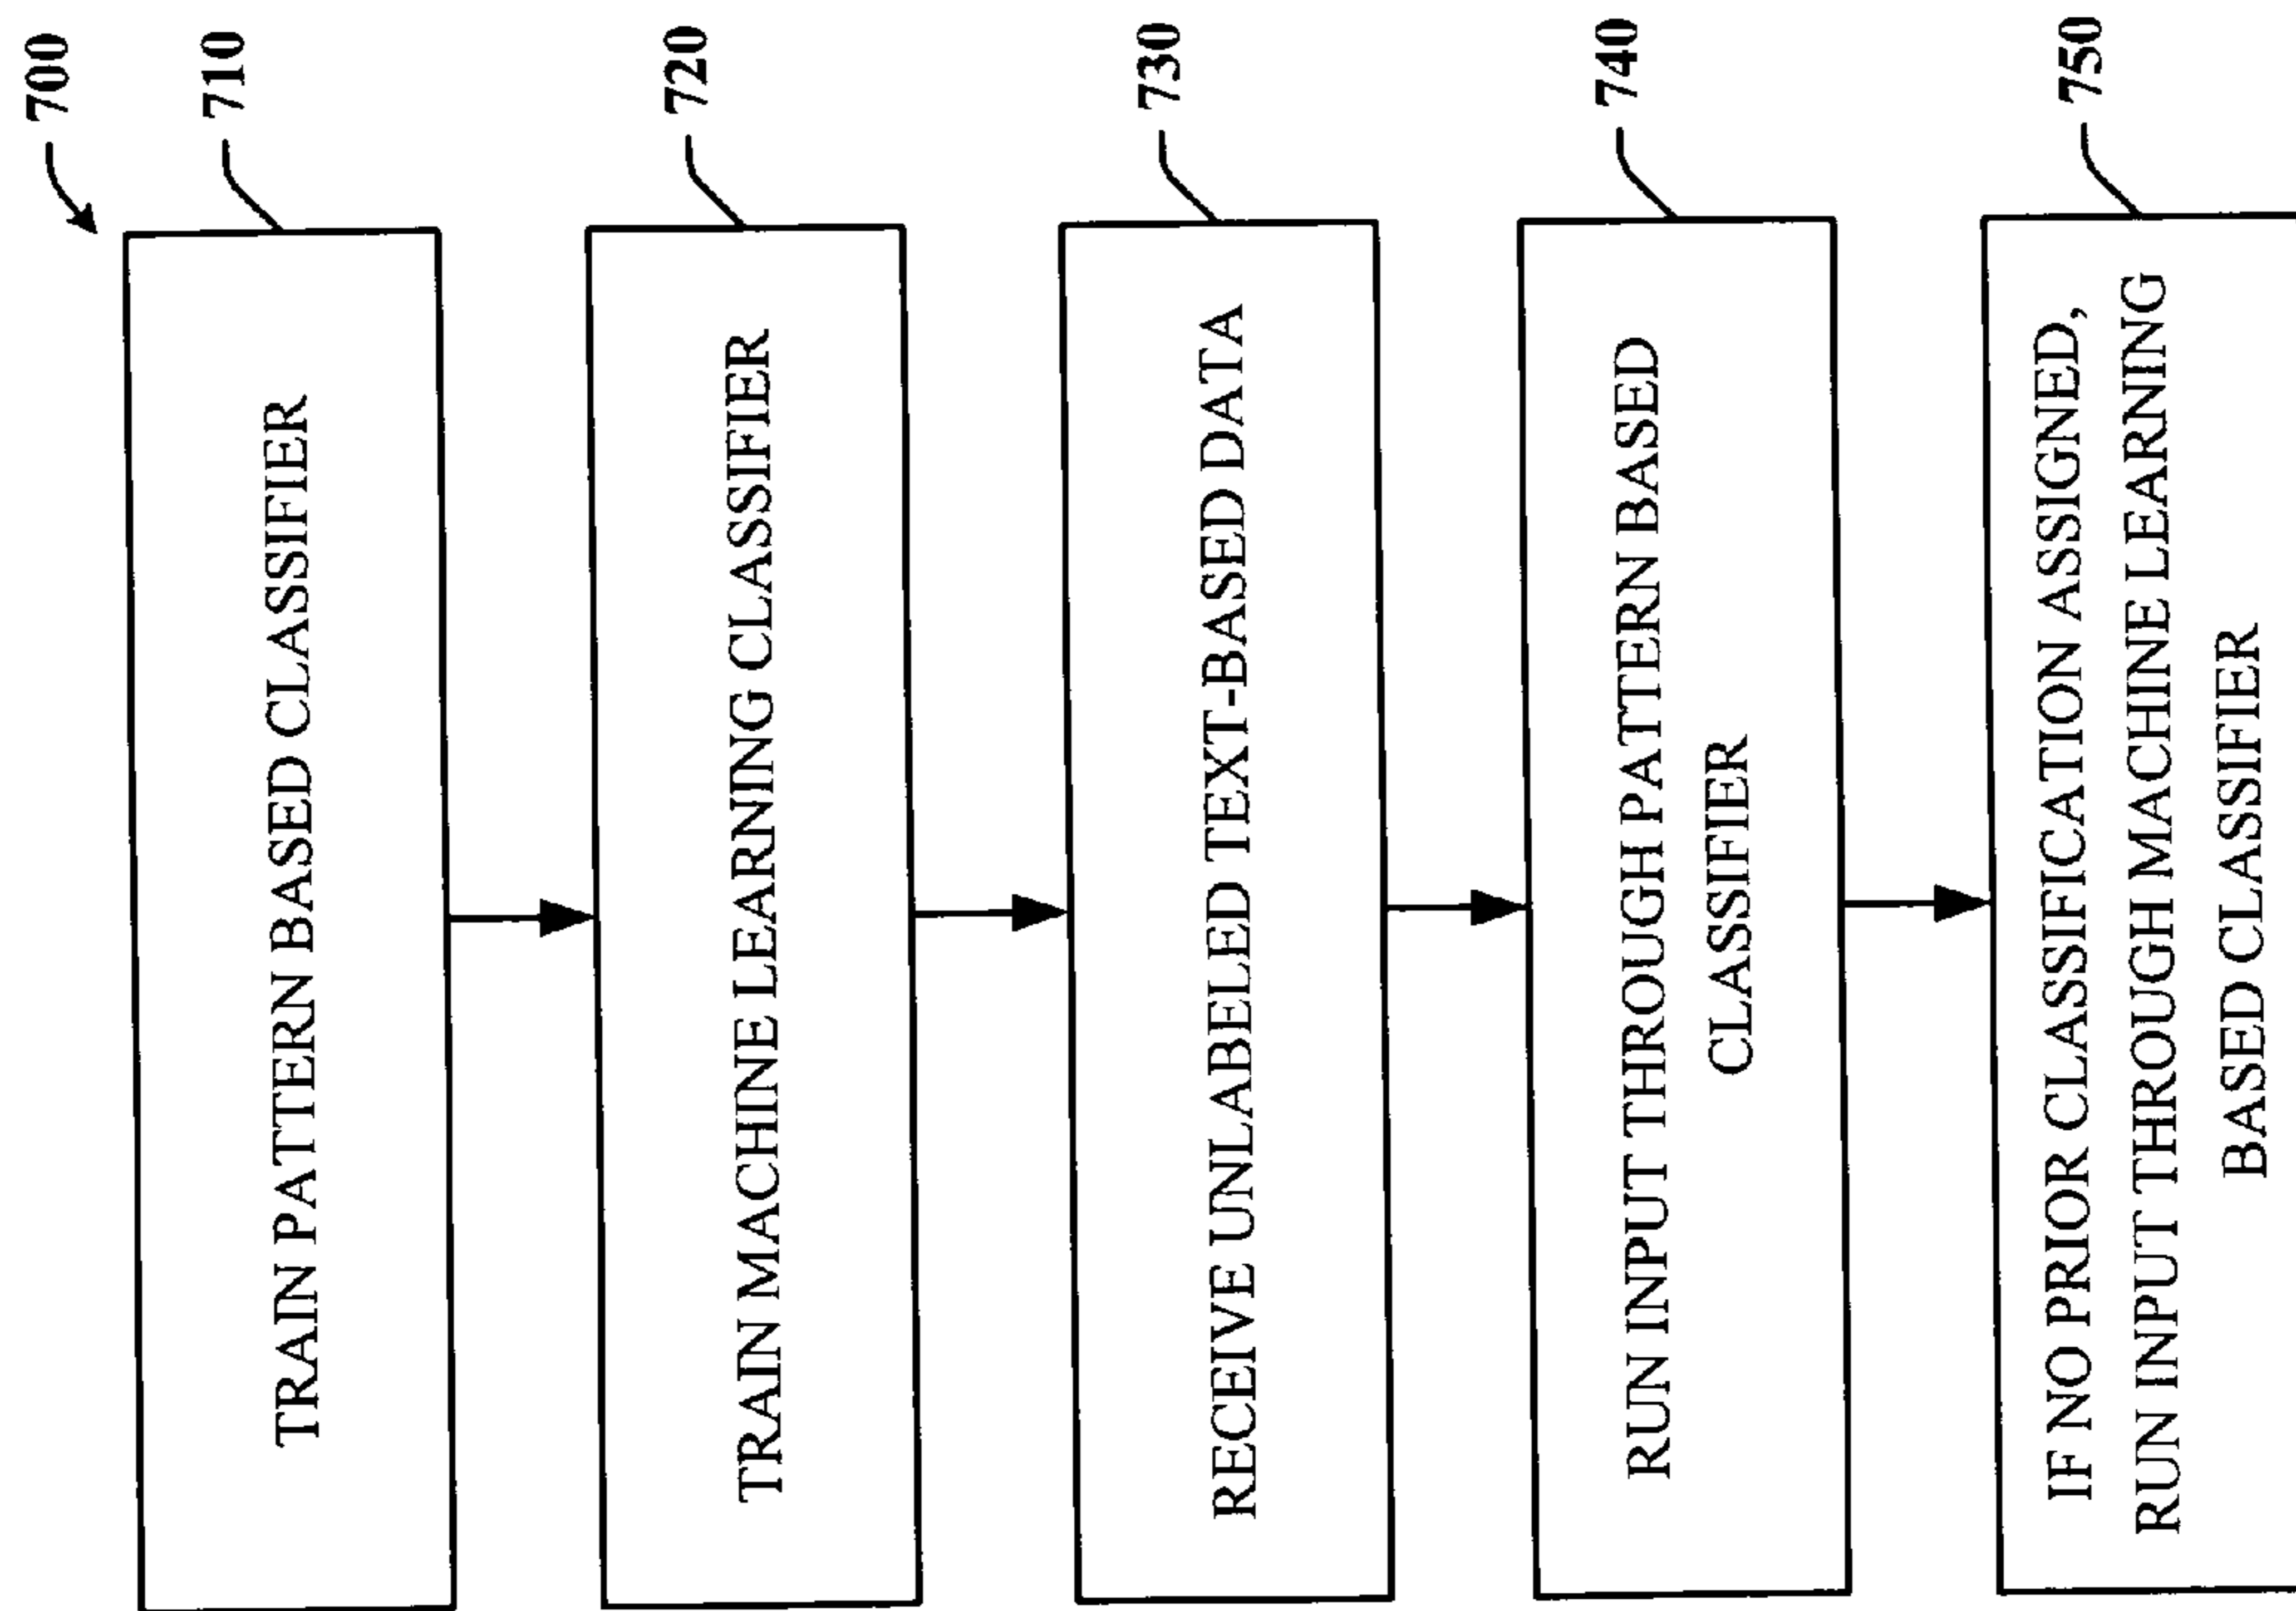 700
710
TRAIN PATTERN BASED CLASSIFIER
720
TRAIN MACHINE LEARNING CLASSIFIER
730
RECEIVE UNLABELED TEXT-BASED DATA
740
RUN INPUT THROUGH PATTERN BASED
CLASSIFIER
750
IF NO PRIOR CLASSIFICATION ASSIGNED,
RUN INPUT THROUGH MACHINE LEARNING
BASED CLASSIFIER